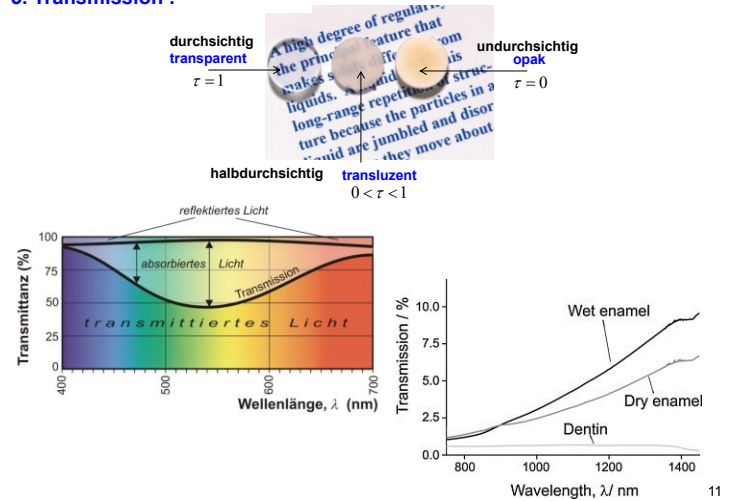 3. Transmission :
durchsichtig
transparent
τ = 1
A high degree of regularity
the principal feature that
makes solids differ from
liquids. A liquid is
long-range repetition of struc-
ture because the particles in a
liquid are jumbled and disor
they move about
undurchsichtig
opak
τ = 0
halbdurchsichtig transluzent
0 < τ < 1
reflektiertes Licht
absorbiertes Licht
Transmission
transmittiertes Licht
Transmittanz (%)
100
75
50
25
0
400 500 600 700
Wellenlänge, λ (nm)
Transmission / %
10.0
7.5
5.0
2.5
0.0
Wet enamel
Dry enamel
Dentin
800 1000 1200 1400
Wavelength, λ/ nm
11